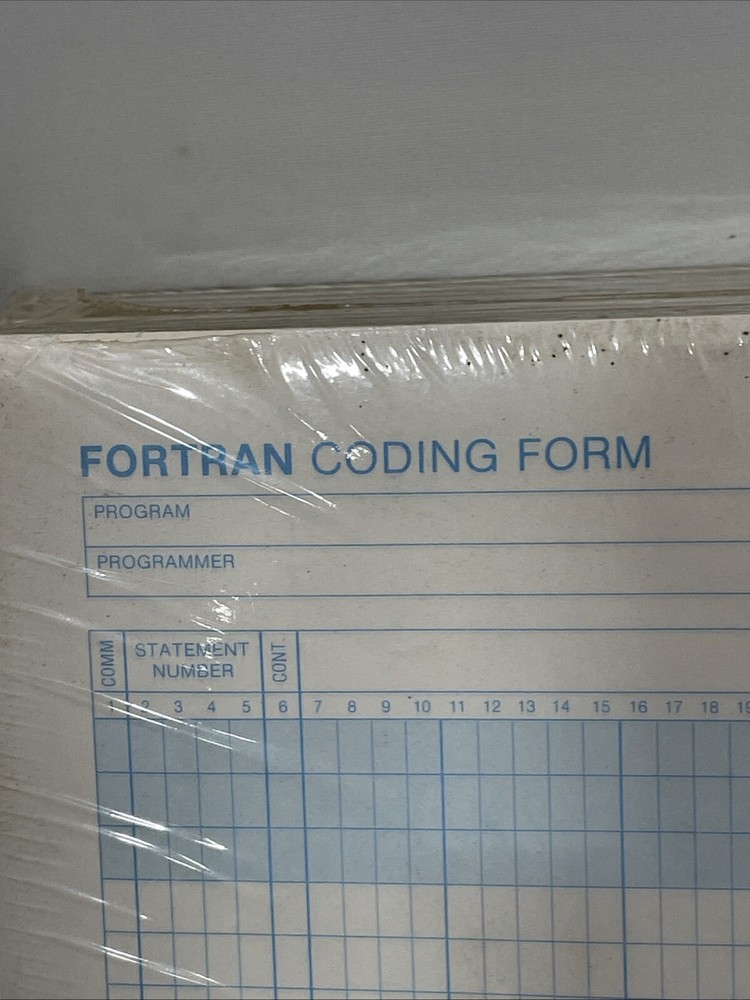 FORTRAN CODING FORM
PROGRAM
PROGRAMMER
COMM STATEMENT NUMBER CONT
1 2 3 4 5 6 7 8 9 10 11 12 13 14 15 16 17 18 19